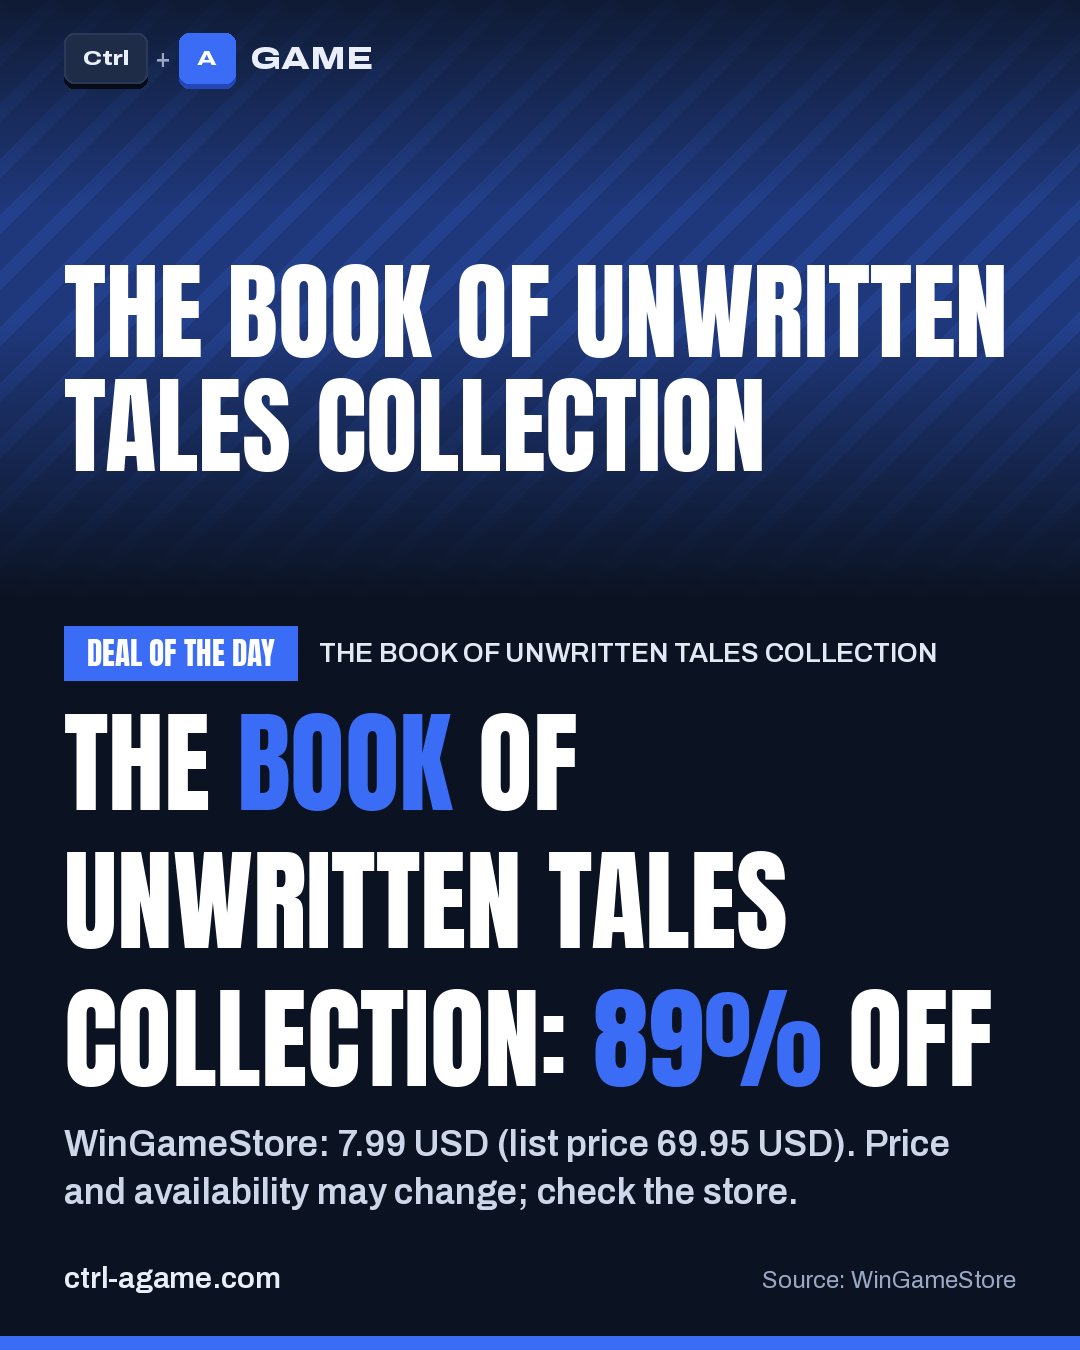 Ctrl + A GAME
THE BOOK OF UNWRITTEN
TALES COLLECTION
DEAL OF THE DAY THE BOOK OF UNWRITTEN TALES COLLECTION
THE BOOK OF
UNWRITTEN TALES
COLLECTION: 89% OFF
WinGameStore: 7.99 USD (list price 69.95 USD). Price
and availability may change; check the store.
ctrl-agame.com Source: WinGameStore